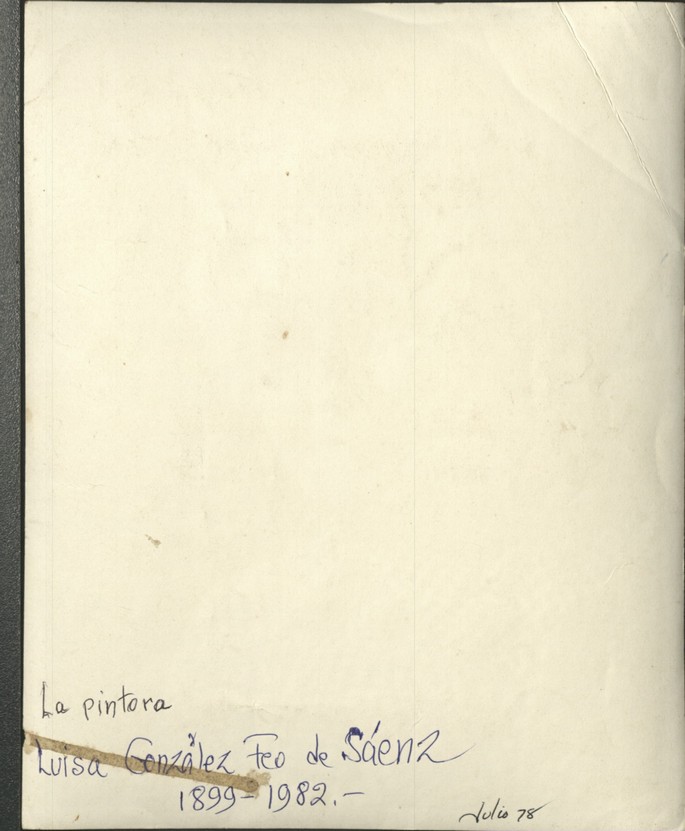 La pintora
Luisa González Feo de Sáenz
1899-1982.-
Julio 78